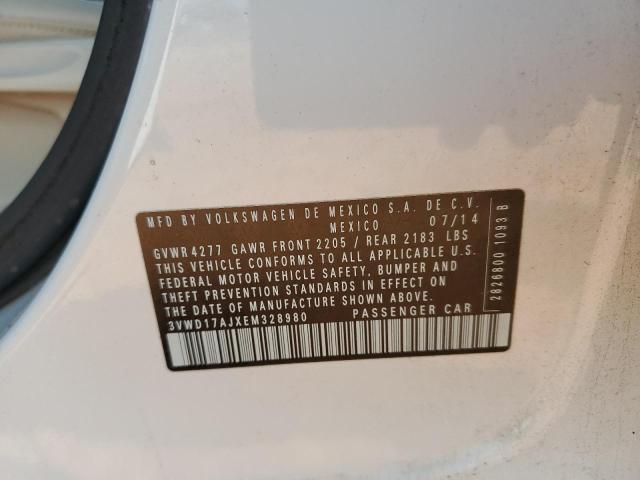 MFD BY VOLKSWAGEN DE MEXICO S.A. DE C.V.
MEXICO 07/14
GVWR 4277 GAWR FRONT 2205 / REAR 2183 LBS
THIS VEHICLE CONFORMS TO ALL APPLICABLE U.S.
FEDERAL MOTOR VEHICLE SAFETY, BUMPER AND
THEFT PREVENTION STANDARDS IN EFFECT ON
THE DATE OF MANUFACTURE SHOWN ABOVE.
3VWD17AJXEM328980 PASSENGER CAR
2826800 1093 B